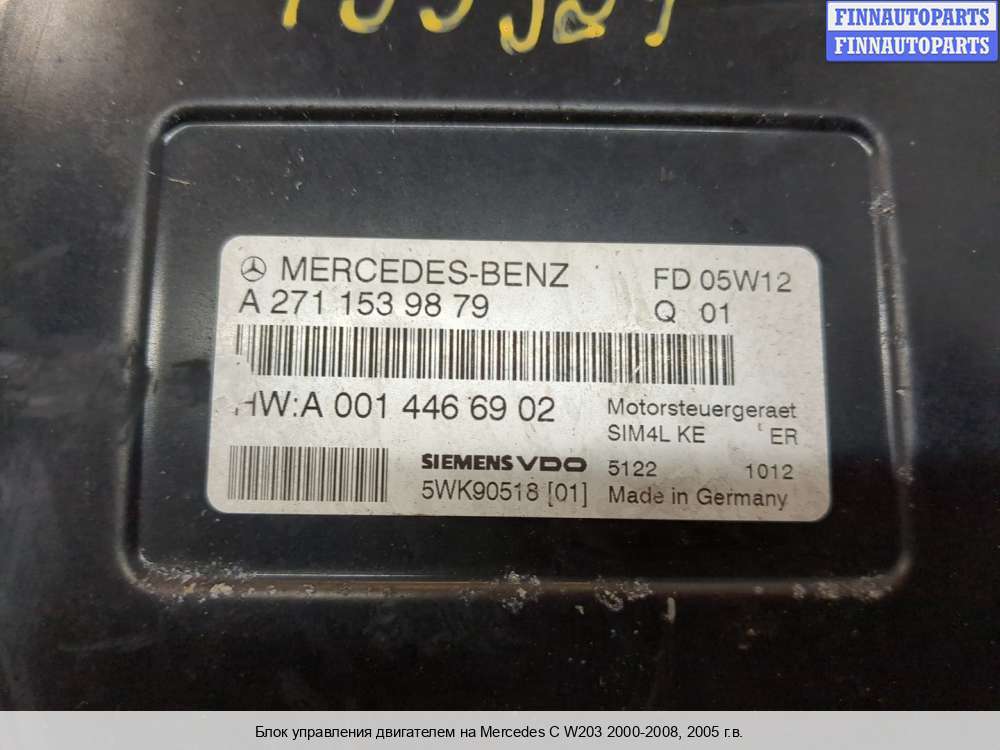 FINNAUTOPARTS
FINNAUTOPARTS
MERCEDES-BENZ
A 271 153 98 79
FD 05W12
Q 01
HW:A 001 446 69 02
Motorsteuergeraet
SIM4L KE ER
SIEMENS VDO
5122 1012
5WK90518 [01]
Made in Germany
Блок управления двигателем на Mercedes C W203 2000-2008, 2005 г.в.